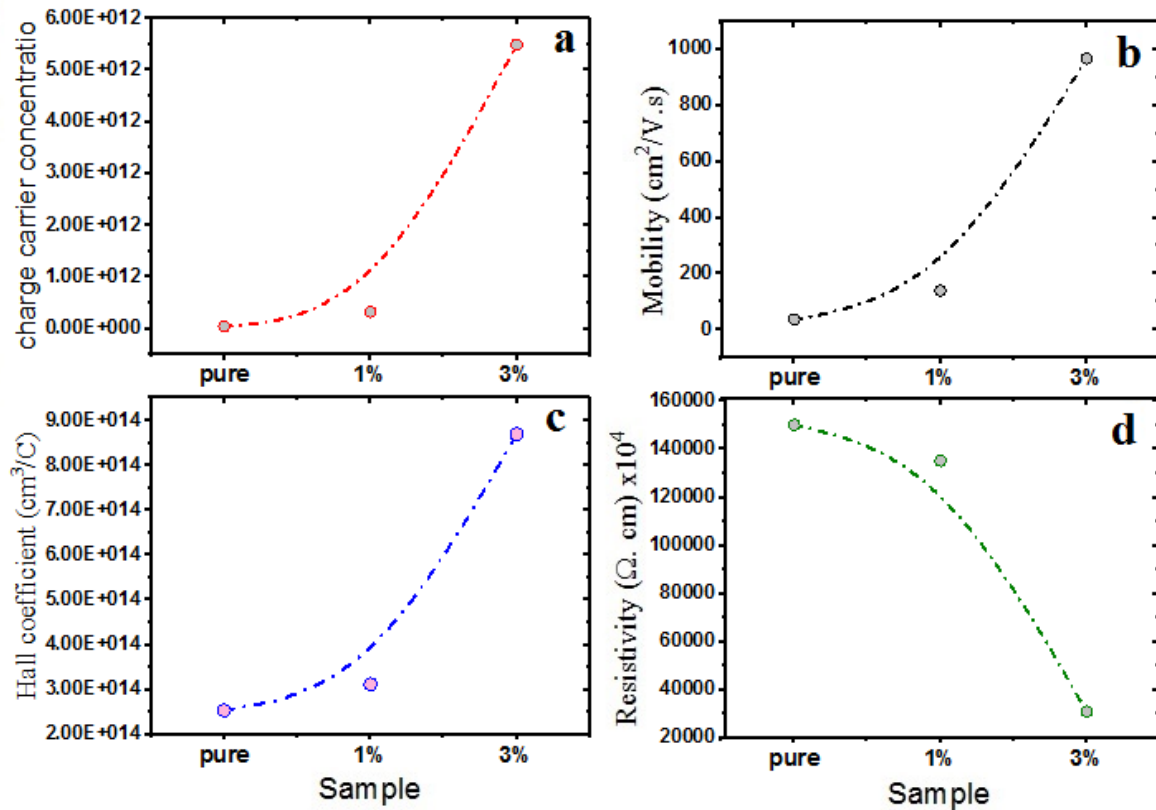 a
charge carrier concentratio
6.00E+012
5.00E+012
4.00E+012
3.00E+012
2.00E+012
1.00E+012
0.00E+000
pure 1% 3%
b
Mobility (cm²/V.s)
1000
800
600
400
200
0
pure 1% 3%
c
Hall coefficient (cm³/C)
9.00E+014
8.00E+014
7.00E+014
6.00E+014
5.00E+014
4.00E+014
3.00E+014
2.00E+014
pure 1% 3%
Sample
d
Resistivity (Ω. cm) x10⁴
160000
140000
120000
100000
80000
60000
40000
20000
pure 1% 3%
Sample